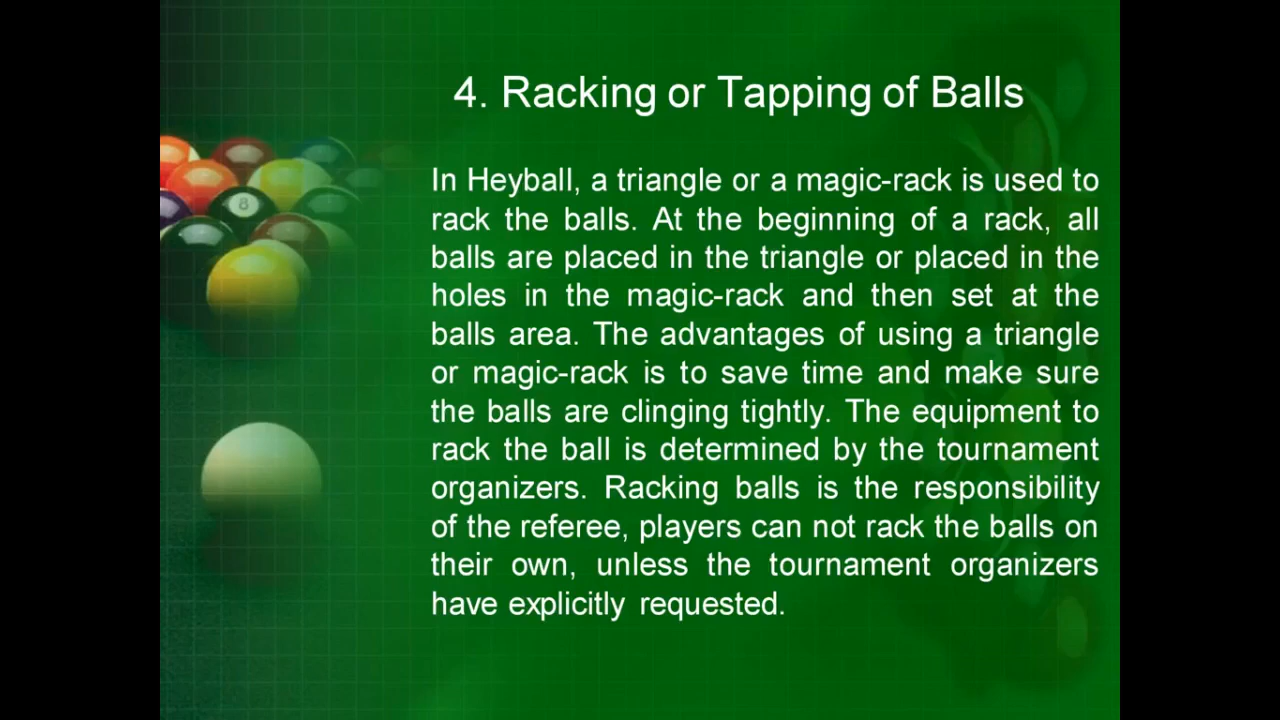 4. Racking or Tapping of Balls
In Heyball, a triangle or a magic-rack is used to
rack the balls. At the beginning of a rack, all
balls are placed in the triangle or placed in the
holes in the magic-rack and then set at the
balls area. The advantages of using a triangle
or magic-rack is to save time and make sure
the balls are clinging tightly. The equipment to
rack the ball is determined by the tournament
organizers. Racking balls is the responsibility
of the referee, players can not rack the balls on
their own, unless the tournament organizers
have explicitly requested.
8